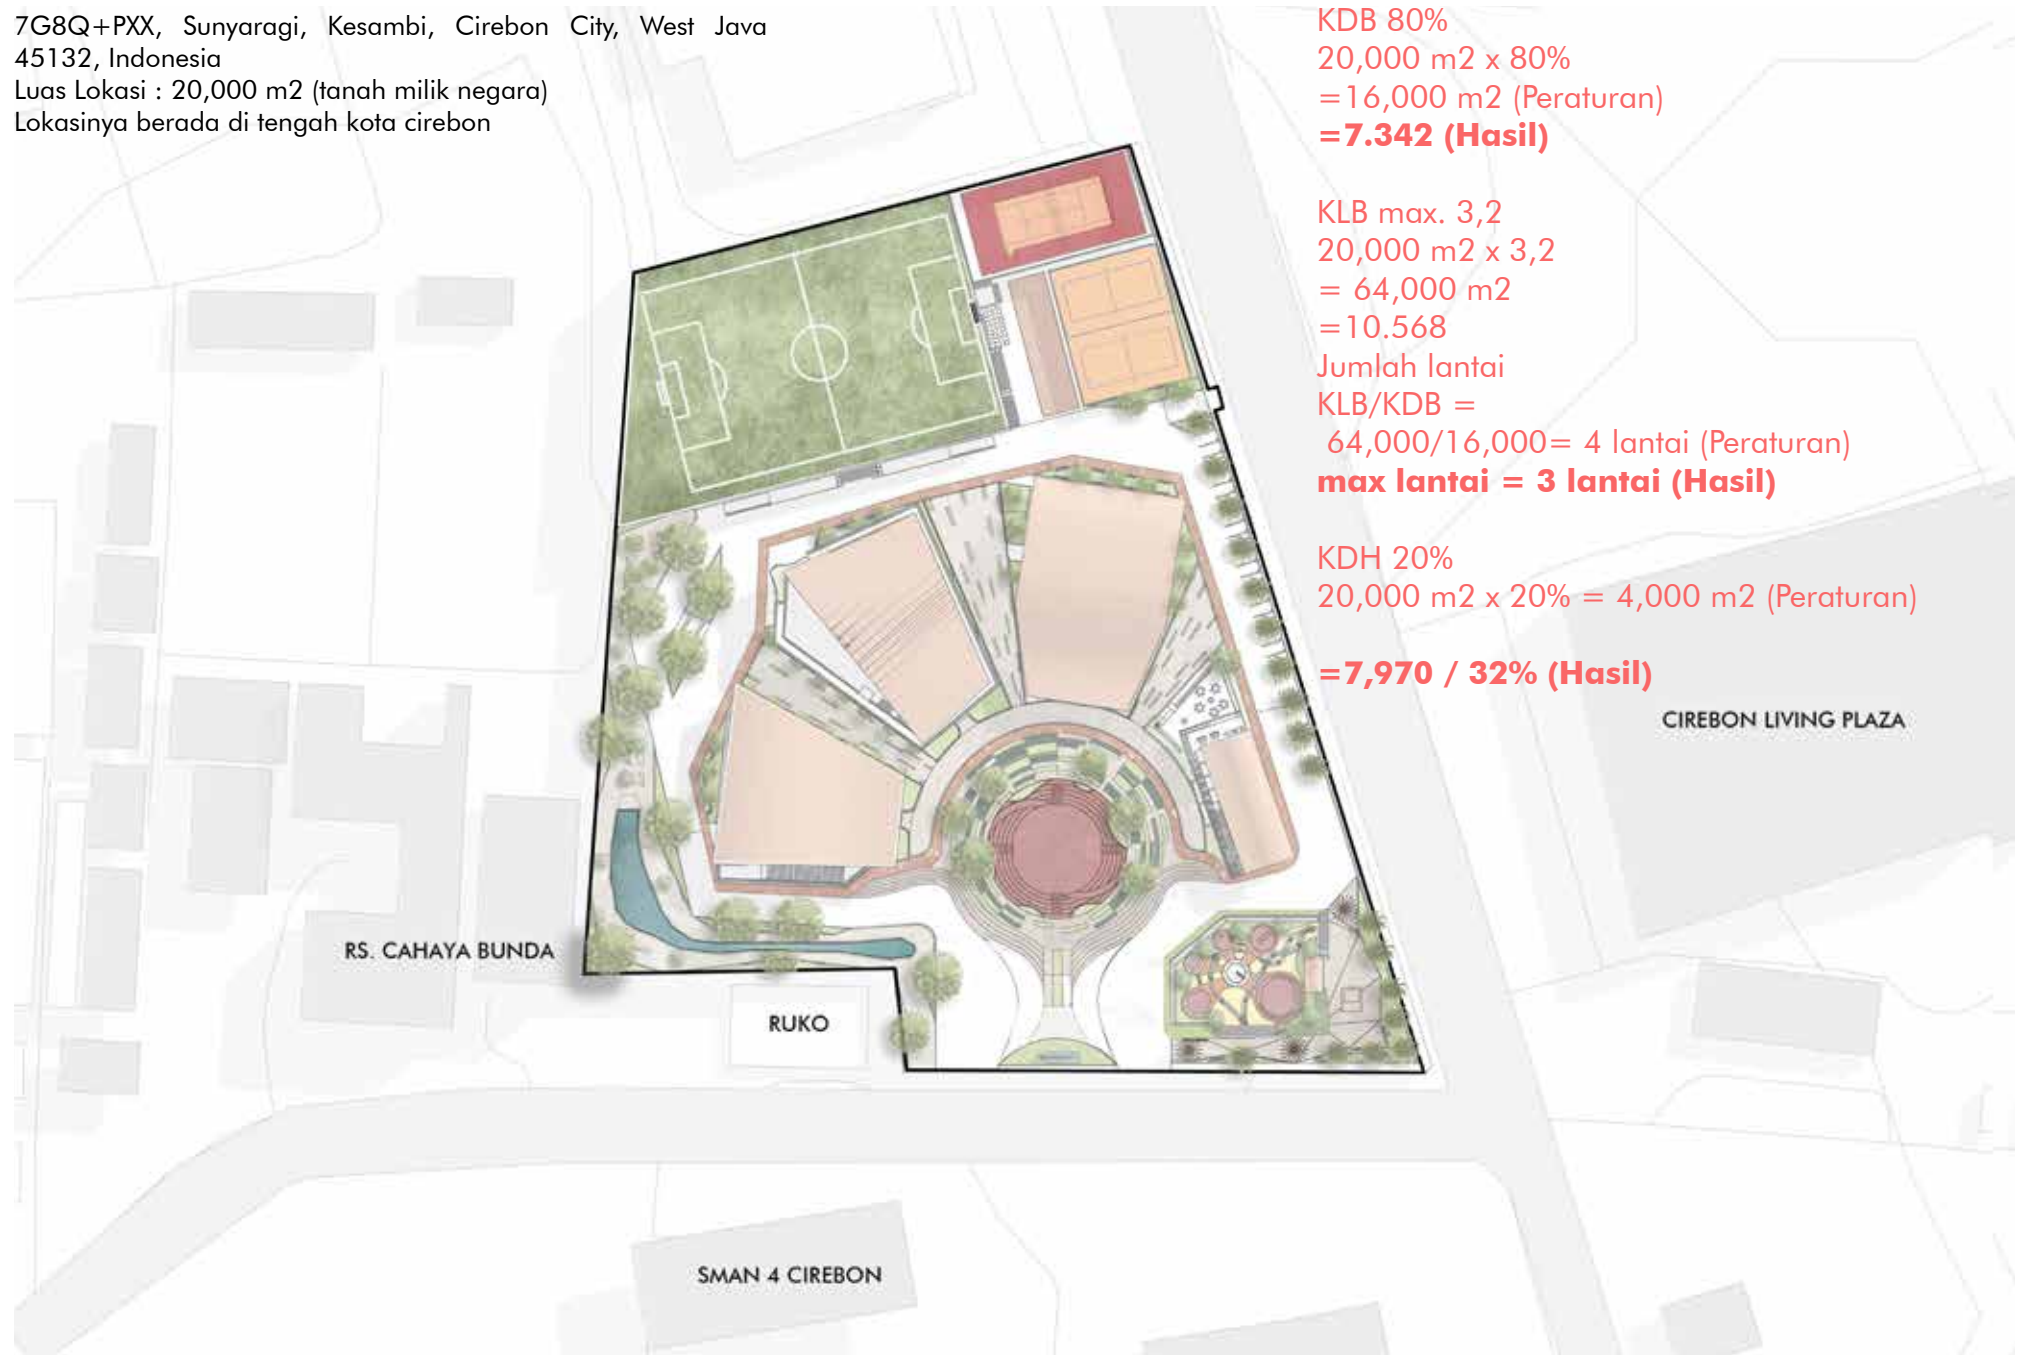 7G8Q+PXX, Sunyaragi, Kesambi, Cirebon City, West Java
45132, Indonesia
Luas Lokasi : 20,000 m2 (tanah milik negara)
Lokasinya berada di tengah kota cirebon
KDB 80%
20,000 m2 x 80%
=16,000 m2 (Peraturan)
=7.342 (Hasil)
KLB max. 3,2
20,000 m2 x 3,2
= 64,000 m2
=10.568
Jumlah lantai
KLB/KDB =
64,000/16,000= 4 lantai (Peraturan)
max lantai = 3 lantai (Hasil)
KDH 20%
20,000 m2 x 20% = 4,000 m2 (Peraturan)
=7,970 / 32% (Hasil)
CIREBON LIVING PLAZA
RS. CAHAYA BUNDA
RUKO
SMAN 4 CIREBON